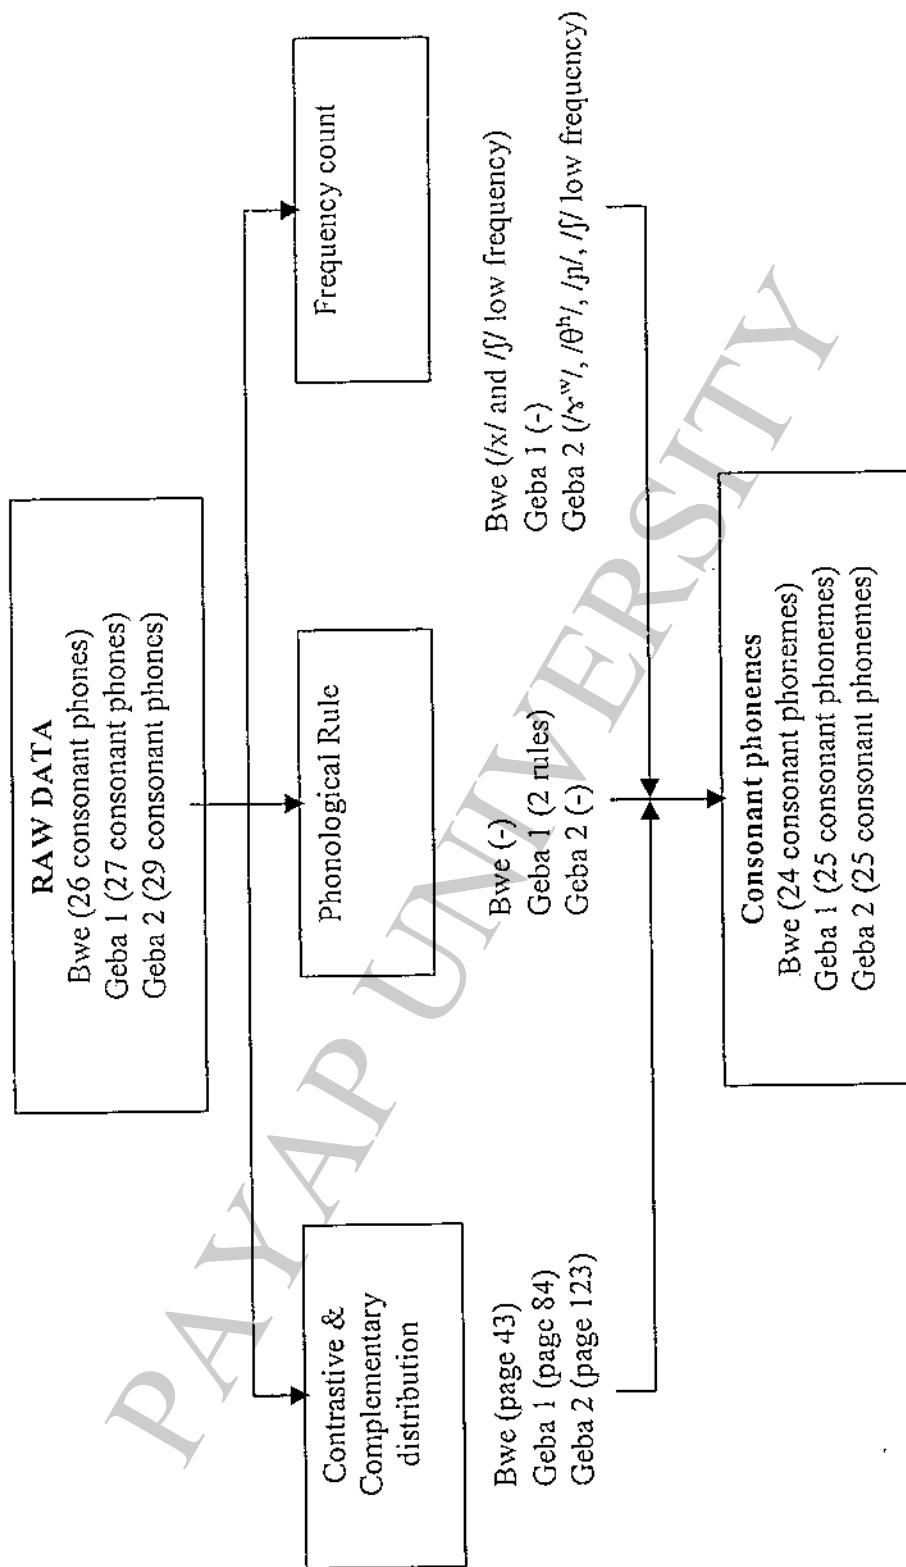 RAW DATA
Bwe (26 consonant phones)
Geba 1 (27 consonant phones)
Geba 2 (29 consonant phones)
Contrastive &
Complementary
distribution
Bwe (page 43)
Geba 1 (page 84)
Geba 2 (page 123)
Phonological Rule
Bwe (-)
Geba 1 (2 rules)
Geba 2 (-)
Frequency count
Bwe (/x/ and /ʃ/ low frequency)
Geba 1 (-)
Geba 2 (/ɤʷ/, /θʰ/, /ɲ/, /ʃ/ low frequency)
Consonant phonemes
Bwe (24 consonant phonemes)
Geba 1 (25 consonant phonemes)
Geba 2 (25 consonant phonemes)
PAYAP UNIVERSITY